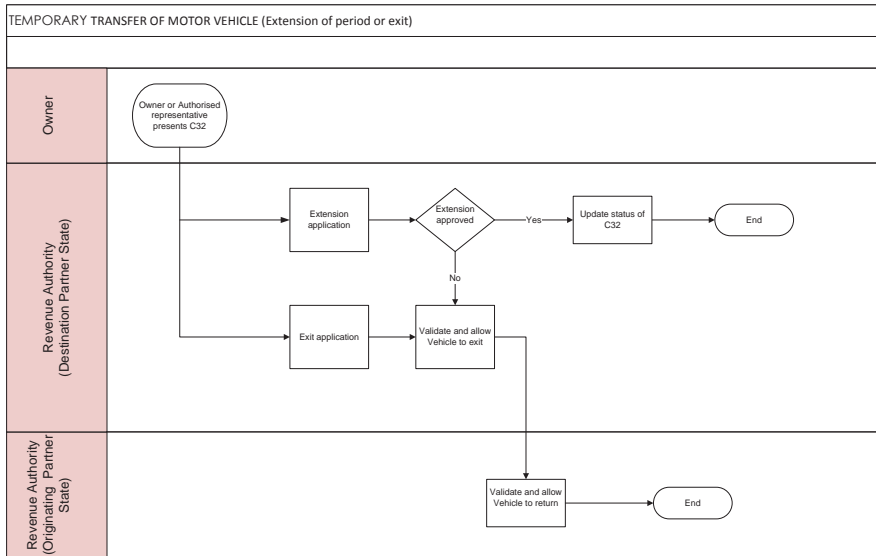 TEMPORARY TRANSFER OF MOTOR VEHICLE (Extension of period or exit)
Owner
Owner or Authorised
representative
presents C32
Revenue Authority
(Destination Partner State)
Extension
application
Extension
approved
Yes
Update status of
C32
End
No
Exit application
Validate and allow
Vehicle to exit
Revenue Authority
(Originating Partner
State)
Validate and allow
Vehicle to return
End